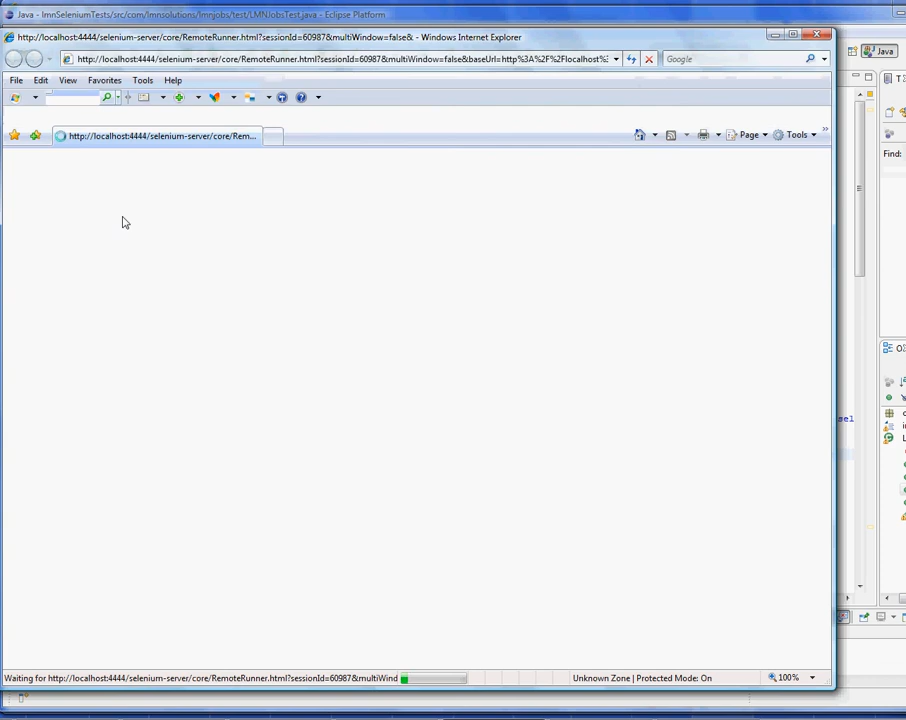 Java - lmnSeleniumTests/src/com/lmnsolutions/lmnjobs/test/LMNJobsTest.java - Eclipse Platform
http://localhost:4444/selenium-server/core/RemoteRunner.html?sessionId=60987&multiWindow=false& - Windows Internet Explorer
http://localhost:4444/selenium-server/core/RemoteRunner.html?sessionId=60987&multiWindow=false&baseUrl=http%3A%2F%2Flocalhost%
Google
Java
File Edit View Favorites Tools Help
http://localhost:4444/selenium-server/core/Rem...
Page Tools
Find:
sel
Waiting for http://localhost:4444/selenium-server/core/RemoteRunner.html?sessionId=60987&multiWind
Unknown Zone | Protected Mode: On
100%